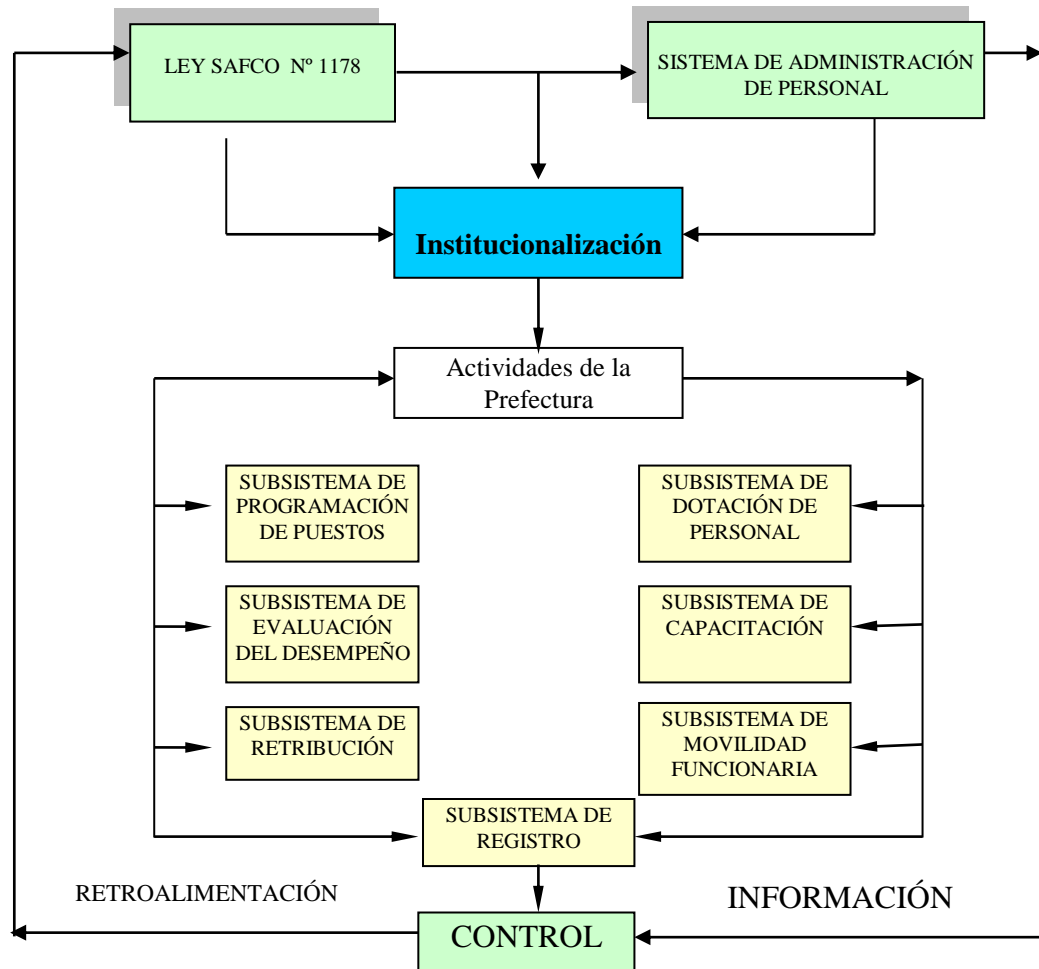 LEY SAFCO Nº 1178
SISTEMA DE ADMINISTRACIÓN
DE PERSONAL
Institucionalización
Actividades de la
Prefectura
SUBSISTEMA DE
PROGRAMACIÓN
DE PUESTOS
SUBSISTEMA DE
DOTACIÓN DE
PERSONAL
SUBSISTEMA DE
EVALUACIÓN
DEL DESEMPEÑO
SUBSISTEMA DE
CAPACITACIÓN
SUBSISTEMA DE
RETRIBUCIÓN
SUBSISTEMA DE
MOVILIDAD
FUNCIONARIA
SUBSISTEMA DE
REGISTRO
RETROALIMENTACIÓN
INFORMACIÓN
CONTROL